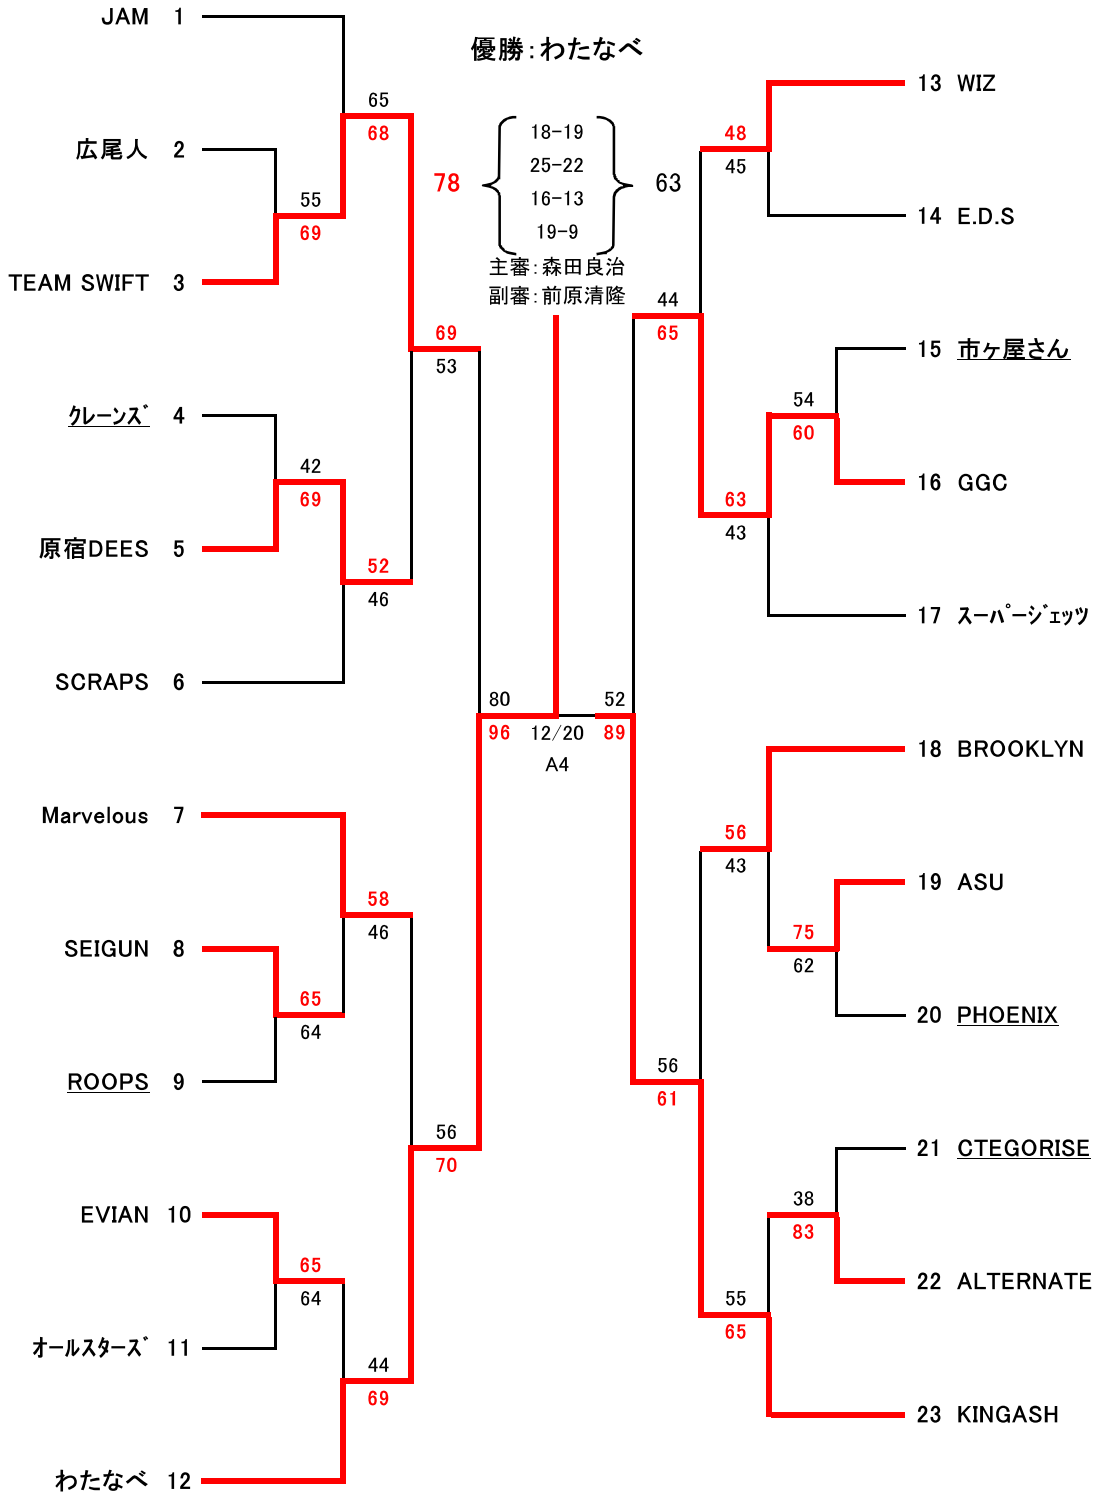 優勝:わたなべ
78
18-19
25-22
16-13
19-9
63
主審:森田良治
副審:前原清隆
JAM 1
65
68
広尾人 2
55
69
TEAM SWIFT 3
69
53
クレーンズ 4
42
69
原宿DEES 5
52
46
SCRAPS 6
80
96
Marvelous 7
58
46
SEIGUN 8
65
64
ROOPS 9
56
70
EVIAN 10
65
64
オールスターズ 11
44
69
わたなべ 12
12/20
A4
13 WIZ
48
45
14 E.D.S
44
65
15 市ヶ屋さん
54
60
16 GGC
63
43
17 スーパージェッツ
52
89
18 BROOKLYN
56
43
19 ASU
75
62
20 PHOENIX
56
61
21 CTEGORISE
38
83
22 ALTERNATE
55
65
23 KINGASH